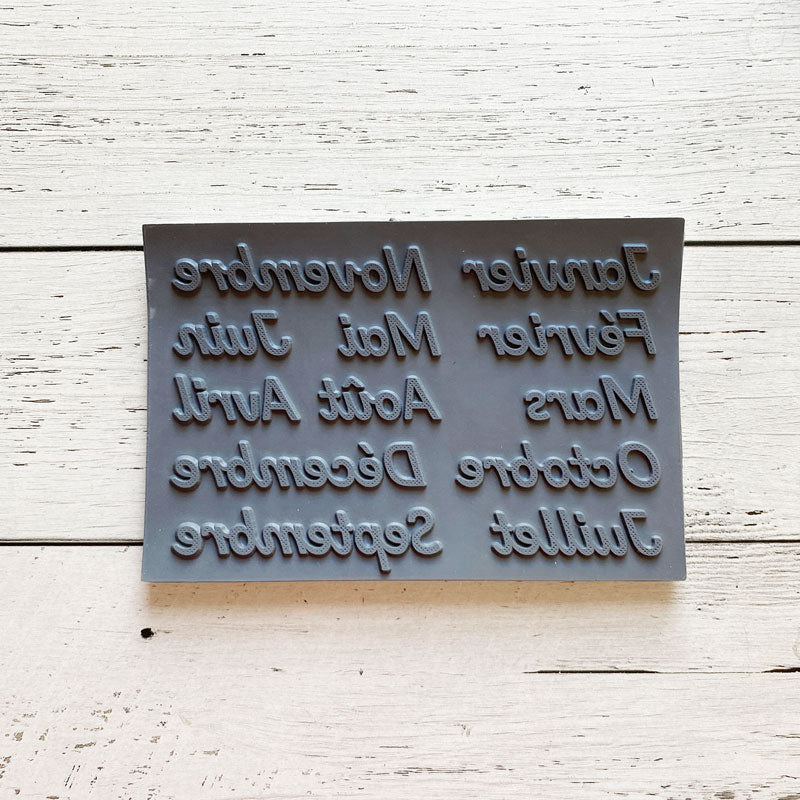 Janvier Novembre
Février Mai Juin
Mars Août Avril
Octobre Décembre
Juillet Septembre